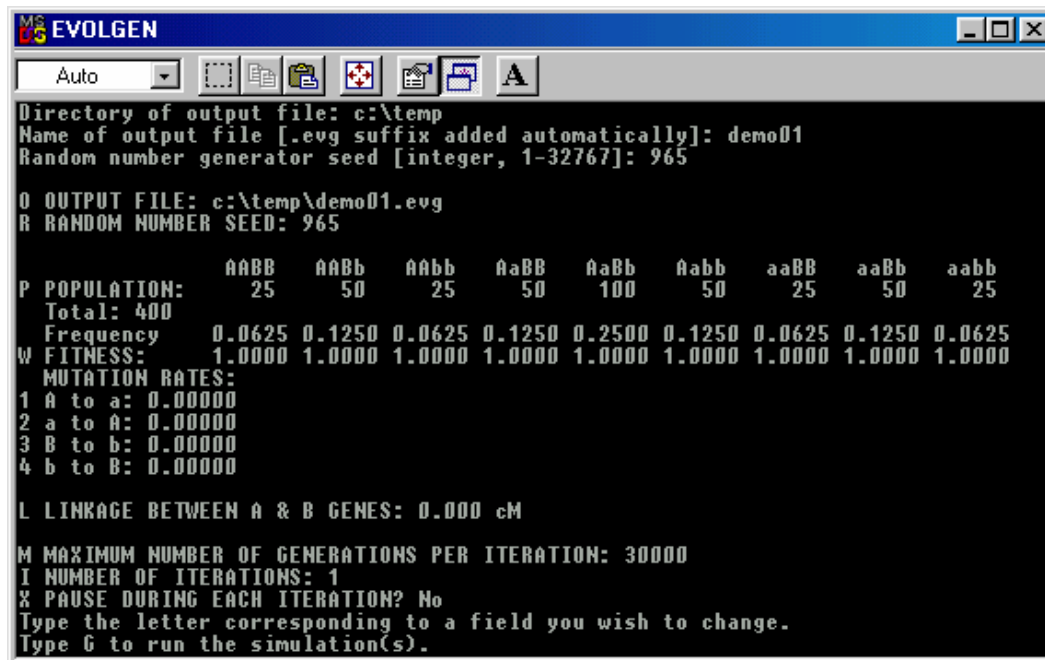 EVOLGEN
Auto
A
Directory of output file: c:\temp
Name of output file [.evg suffix added automatically]: demo01
Random number generator seed [integer, 1-32767]: 965
O OUTPUT FILE: c:\temp\demo01.evg
R RANDOM NUMBER SEED: 965
AABB AABb AAbb AaBB AaBb Aabb aaBB aaBb aabb
P POPULATION: 25 50 25 50 100 50 25 50 25
Total: 400
Frequency 0.0625 0.1250 0.0625 0.1250 0.2500 0.1250 0.0625 0.1250 0.0625
W FITNESS: 1.0000 1.0000 1.0000 1.0000 1.0000 1.0000 1.0000 1.0000 1.0000
MUTATION RATES:
1 A to a: 0.00000
2 a to A: 0.00000
3 B to b: 0.00000
4 b to B: 0.00000
L LINKAGE BETWEEN A & B GENES: 0.000 cM
M MAXIMUM NUMBER OF GENERATIONS PER ITERATION: 30000
I NUMBER OF ITERATIONS: 1
X PAUSE DURING EACH ITERATION? No
Type the letter corresponding to a field you wish to change.
Type G to run the simulation(s).